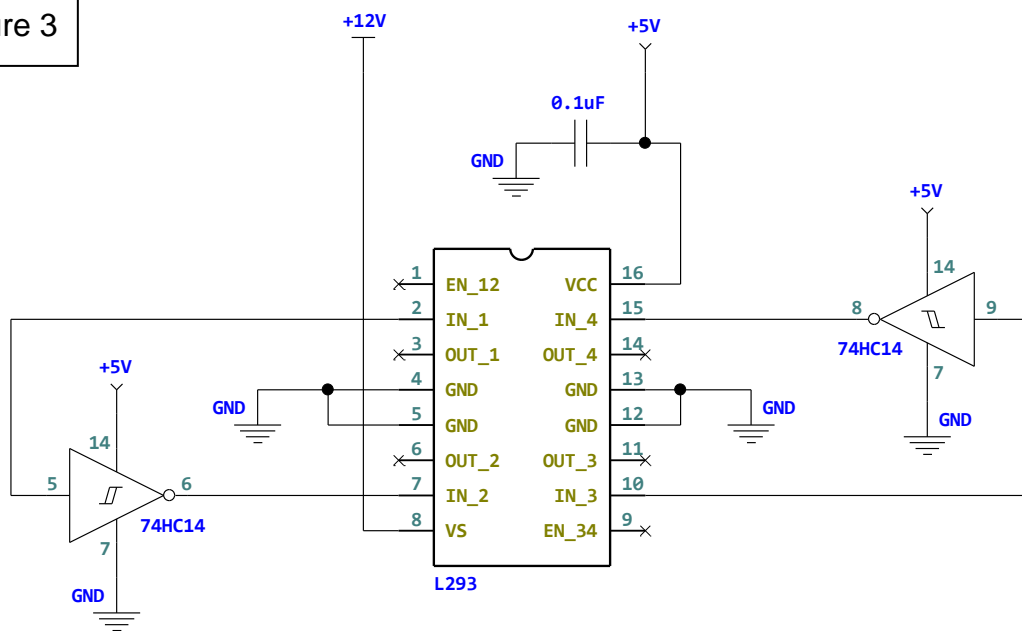 re 3
+12V
+5V
0.1uF
GND
+5V
1 EN_12 VCC 16
14
2 IN_1 IN_4 15
8 9
3 OUT_1 OUT_4 14
74HC14
+5V
4 GND GND 13
7
GND GND
5 GND GND 12
GND
14
6 OUT_2 OUT_3 11
5 6
7 IN_2 IN_3 10
74HC14
8 VS EN_34 9
7
L293
GND